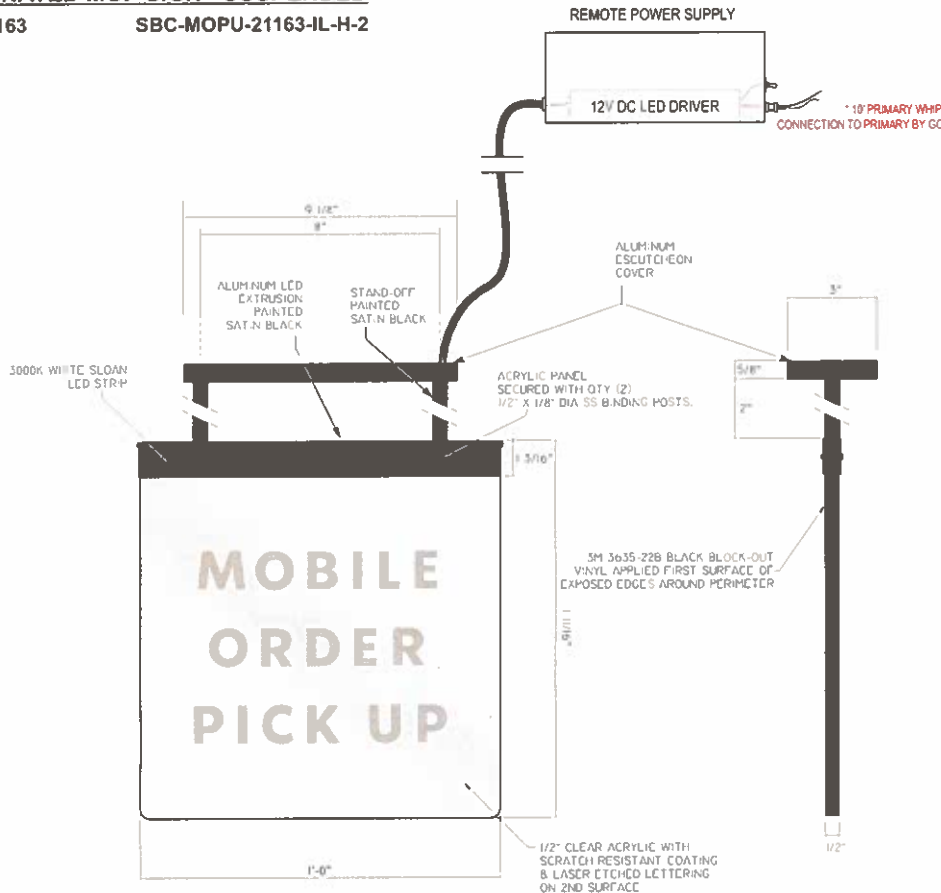 163 SBC-MOPU-21163-IL-H-2
REMOTE POWER SUPPLY
12V DC LED DRIVER
* 10' PRIMARY WHIP
CONNECTION TO PRIMARY BY GC
9 1/8"
8"
ALUMINUM LED
EXTRUSION
PAINTED
SATIN BLACK
STAND-OFF
PAINTED
SATIN BLACK
ALUMINUM
ESCUTCHEON
COVER
3"
3000K WHITE SLOAN
LED STRIP
ACRYLIC PANEL
SECURED WITH QTY (2)
1/2" X 1/8" DIA SS BINDING POSTS.
5/8"
2"
1 3/16"
3M 3635-22B BLACK BLOCK-OUT
VINYL APPLIED FIRST SURFACE OF
EXPOSED EDGES AROUND PERIMETER
MOBILE
ORDER
PICK UP
1/2" CLEAR ACRYLIC WITH
SCRATCH RESISTANT COATING
& LASER ETCHED LETTERING
ON 2ND SURFACE
1'-0"
1/2"